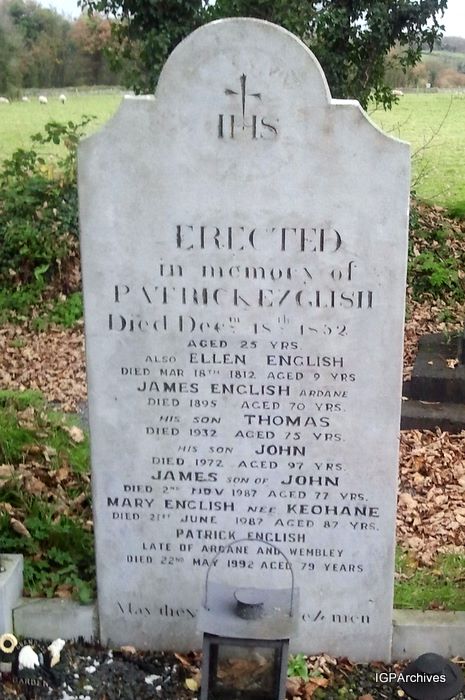 IHS
ERECTED
in memory of
PATRICK ENGLISH
Died Decm 18th 1852
AGED 25 YRS.
ALSO ELLEN ENGLISH
DIED MAR 18TH 1812 AGED 9 YRS
JAMES ENGLISH ARDANE
DIED 1895 AGED 70 YRS.
HIS SON THOMAS
DIED 1932 AGED 75 YRS.
HIS SON JOHN
DIED 1972 AGED 97 YRS.
JAMES SON OF JOHN
DIED 2ND NOV 1987 AGED 77 YRS.
MARY ENGLISH NEE KEOHANE
DIED 21ST JUNE 1987 AGED 87 YRS.
PATRICK ENGLISH
LATE OF ARDANE AND WEMBLEY
DIED 22ND MAY 1992 AGED 79 YEARS
May they men
IGPArchives